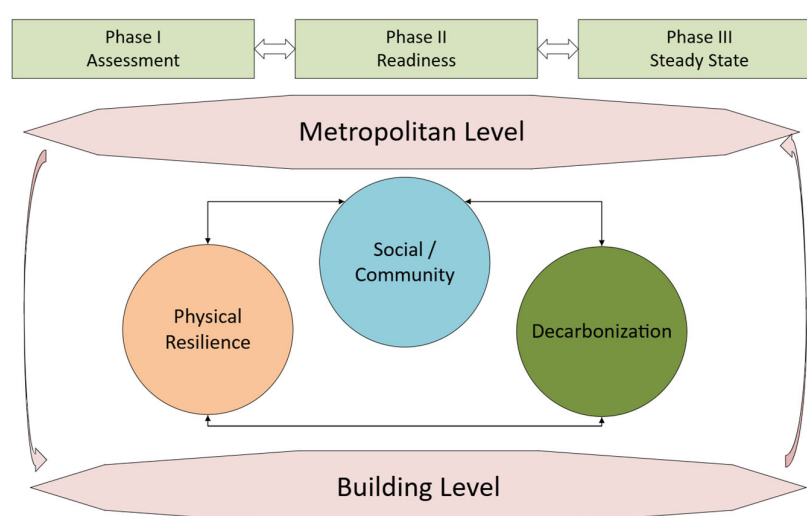 Phase I
Assessment
Phase II
Readiness
Phase III
Steady State
Metropolitan Level
Social /
Community
Physical
Resilience
Decarbonization
Building Level